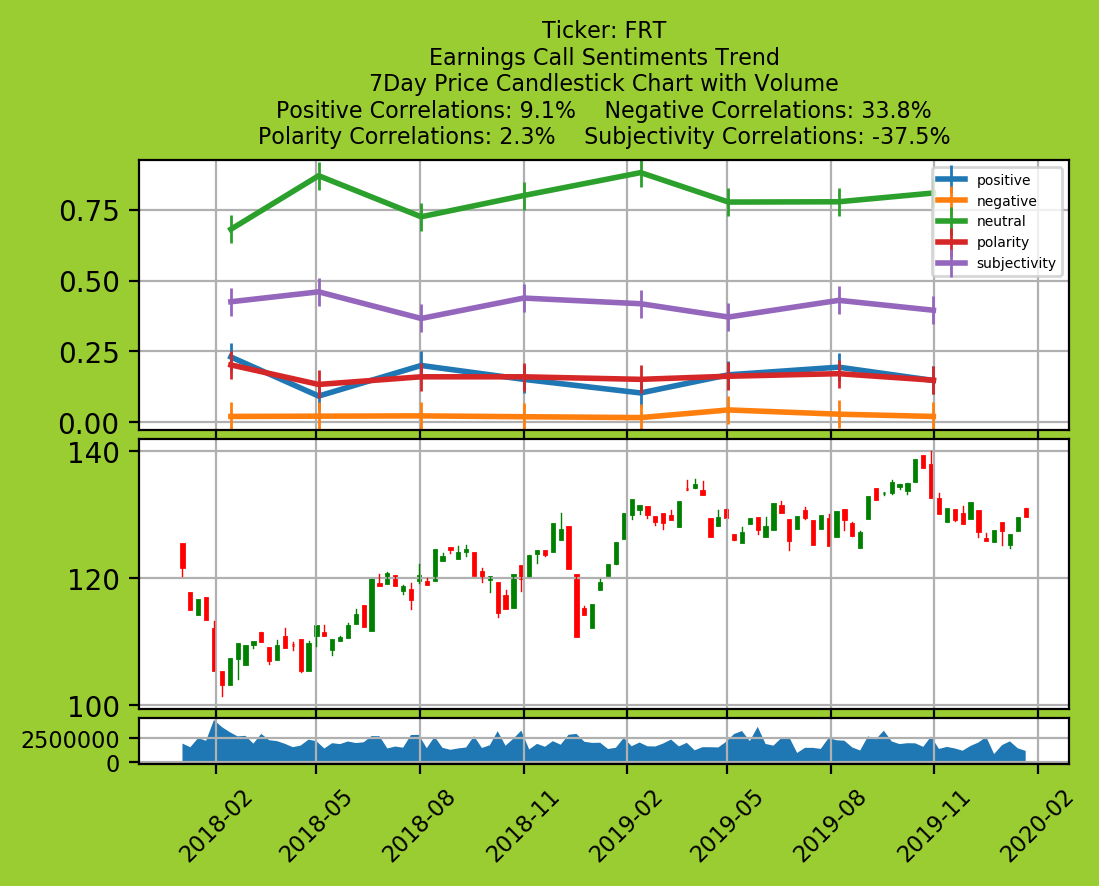 Ticker: FRT
Earnings Call Sentiments Trend
7Day Price Candlestick Chart with Volume
Positive Correlations: 9.1%    Negative Correlations: 33.8%
Polarity Correlations: 2.3%    Subjectivity Correlations: -37.5%
positive
negative
neutral
polarity
subjectivity
0.75
0.50
0.25
0.00
140
120
100
2500000
0
2018-02
2018-05
2018-08
2018-11
2019-02
2019-05
2019-08
2019-11
2020-02